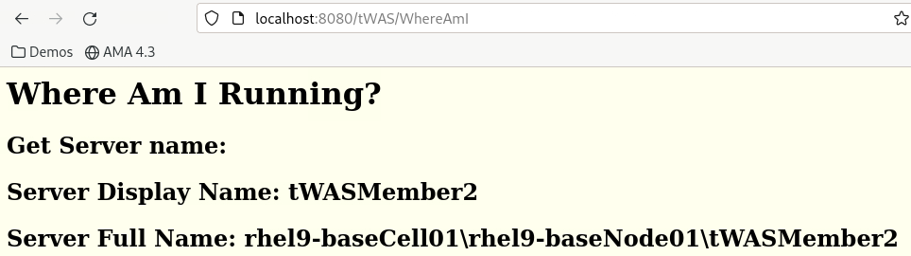 localhost:8080/tWAS/WhereAmI
Demos AMA 4.3
Where Am I Running?
Get Server name:
Server Display Name: tWASMember2
Server Full Name: rhel9-baseCell01\rhel9-baseNode01\tWASMember2